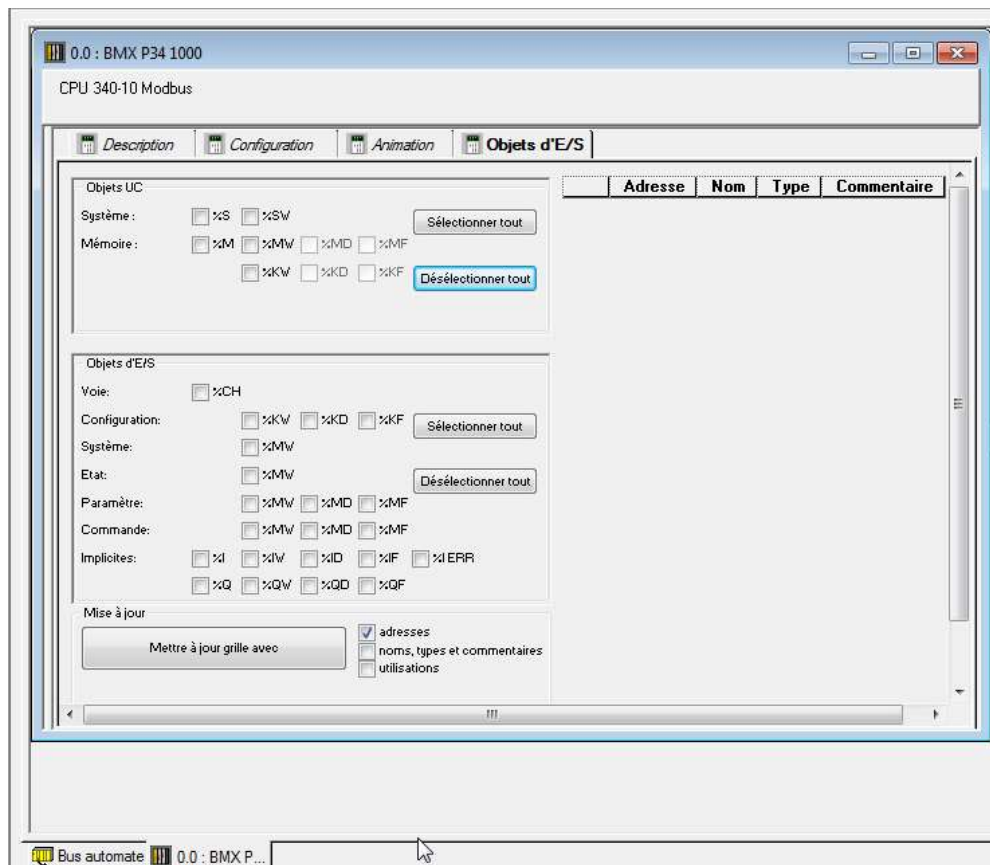 0.0 : BMX P34 1000
CPU 340-10 Modbus
Description Configuration Animation Objets d'E/S
Objets UC
Système : %S %SW Sélectionner tout
Mémoire : %M %MW %MD %MF
%KW %KD %KF Désélectionner tout
Adresse Nom Type Commentaire
Objets d'E/S
Voie: %CH
Configuration: %KW %KD %KF Sélectionner tout
Système: %MW
Etat: %MW Désélectionner tout
Paramètre: %MW %MD %MF
Commande: %MW %MD %MF
Implicites: %I %IW %ID %IF %I ERR
%Q %QW %QD %QF
Mise à jour
Mettre à jour grille avec
adresses
noms, types et commentaires
utilisations
Bus automate 0.0 : BMX P...